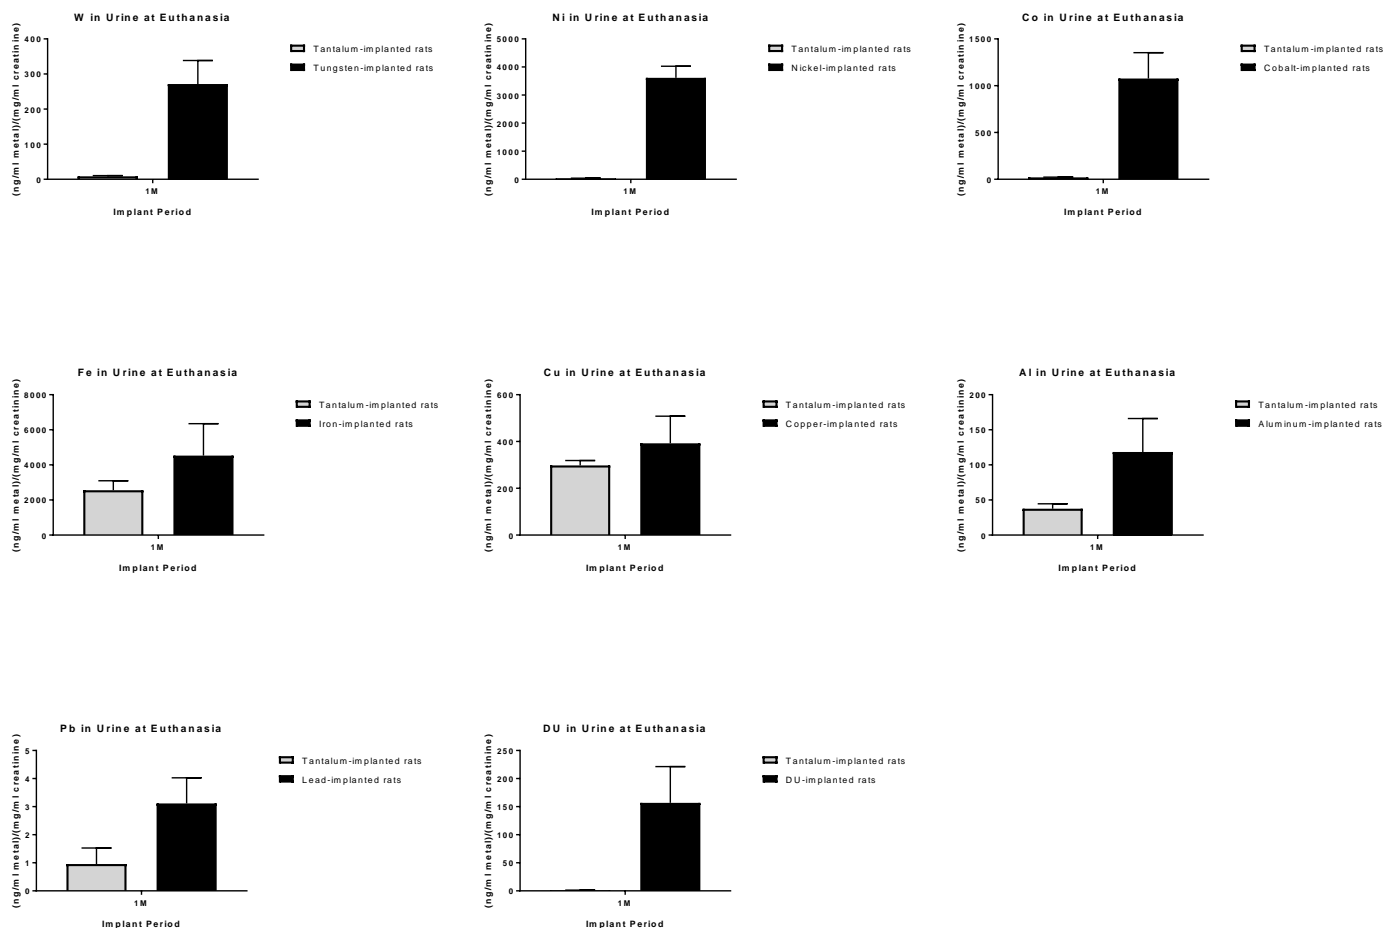 W in Urine at Euthanasia
(ng/ml metal)/(mg/ml creatinine)
400
300
200
100
0
1M
Implant Period
Tantalum-implanted rats
Tungsten-implanted rats
Ni in Urine at Euthanasia
(ng/ml metal)/(mg/ml creatinine)
5000
4000
3000
2000
1000
0
1M
Implant Period
Tantalum-implanted rats
Nickel-implanted rats
Co in Urine at Euthanasia
(ng/ml metal)/(mg/ml creatinine)
1500
1000
500
0
1M
Implant Period
Tantalum-implanted rats
Cobalt-implanted rats
Fe in Urine at Euthanasia
(ng/ml metal)/(mg/ml creatinine)
8000
6000
4000
2000
0
1M
Implant Period
Tantalum-implanted rats
Iron-implanted rats
Cu in Urine at Euthanasia
(ng/ml metal)/(mg/ml creatinine)
600
400
200
0
1M
Implant Period
Tantalum-implanted rats
Copper-implanted rats
Al in Urine at Euthanasia
(ng/ml metal)/(mg/ml creatinine)
200
150
100
50
0
1M
Implant Period
Tantalum-implanted rats
Aluminum-implanted rats
Pb in Urine at Euthanasia
(ng/ml metal)/(mg/ml creatinine)
5
4
3
2
1
0
1M
Implant Period
Tantalum-implanted rats
Lead-implanted rats
DU in Urine at Euthanasia
(ng/ml metal)/(mg/ml creatinine)
250
200
150
100
50
0
1M
Implant Period
Tantalum-implanted rats
DU-implanted rats